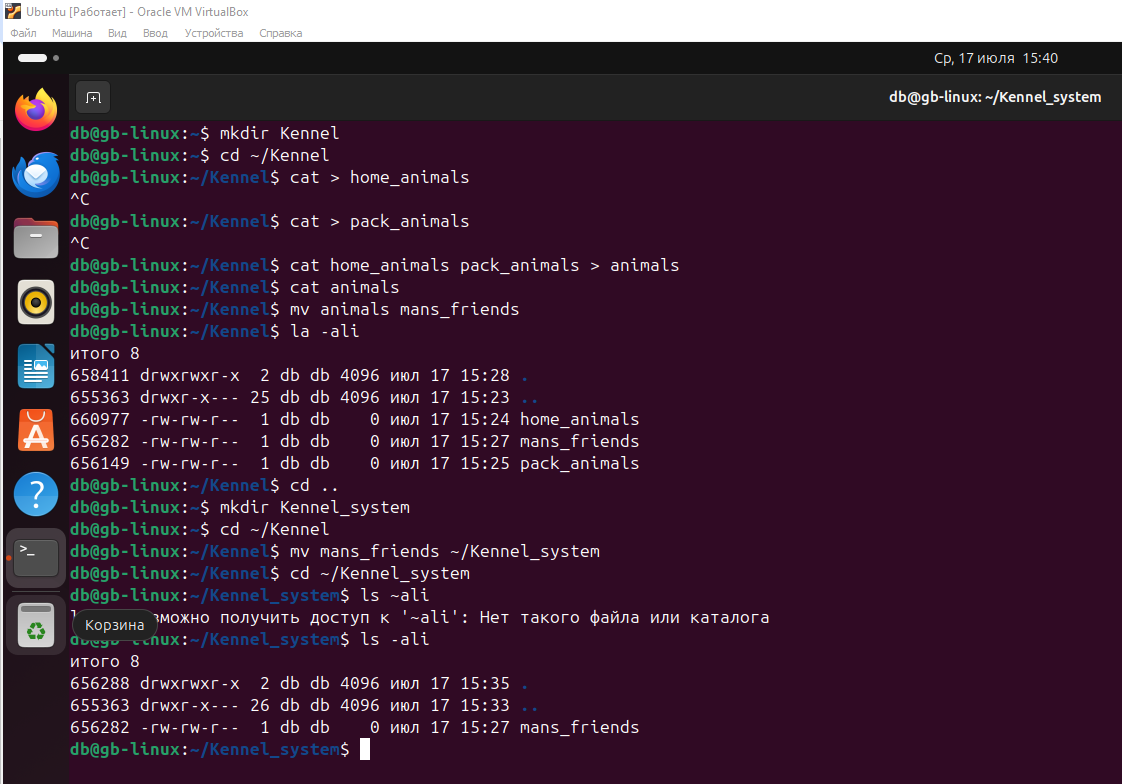 Ubuntu [Работает] - Oracle VM VirtualBox
Файл Машина Вид Ввод Устройства Справка
Ср, 17 июля 15:40
db@gb-linux: ~/Kennel_system
db@gb-linux:~$ mkdir Kennel
db@gb-linux:~$ cd ~/Kennel
db@gb-linux:~/Kennel$ cat > home_animals
^C
db@gb-linux:~/Kennel$ cat > pack_animals
^C
db@gb-linux:~/Kennel$ cat home_animals pack_animals > animals
db@gb-linux:~/Kennel$ cat animals
db@gb-linux:~/Kennel$ mv animals mans_friends
db@gb-linux:~/Kennel$ la -ali
итого 8
658411 drwxrwxr-x  2 db db 4096 июл 17 15:28 .
655363 drwxr-x--- 25 db db 4096 июл 17 15:23 ..
660977 -rw-rw-r--  1 db db    0 июл 17 15:24 home_animals
656282 -rw-rw-r--  1 db db    0 июл 17 15:27 mans_friends
656149 -rw-rw-r--  1 db db    0 июл 17 15:25 pack_animals
db@gb-linux:~/Kennel$ cd ..
db@gb-linux:~$ mkdir Kennel_system
db@gb-linux:~$ cd ~/Kennel
db@gb-linux:~/Kennel$ mv mans_friends ~/Kennel_system
db@gb-linux:~/Kennel$ cd ~/Kennel_system
db@gb-linux:~/Kennel_system$ ls ~ali
получить доступ к '~ali': Нет такого файла или каталога
Корзина
db@gb-linux:~/Kennel_system$ ls -ali
итого 8
656288 drwxrwxr-x  2 db db 4096 июл 17 15:35 .
655363 drwxr-x--- 26 db db 4096 июл 17 15:33 ..
656282 -rw-rw-r--  1 db db    0 июл 17 15:27 mans_friends
db@gb-linux:~/Kennel_system$